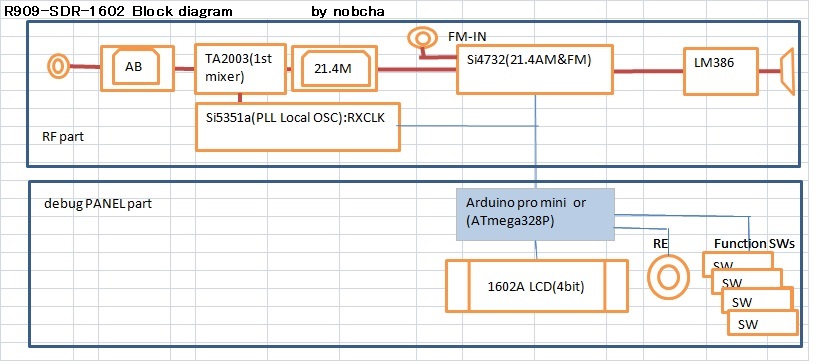 R909-SDR-1602 Block diagram by nobcha
FM-IN
AB
TA2003(1st
mixer)
21.4M
Si4732(21.4AM&FM)
LM386
Si5351a(PLL Local OSC):RXCLK
RF part
debug PANEL part
Arduino pro mini or
(ATmega328P)
RE
Function SWs
1602A LCD(4bit)
SW
SW
SW
SW